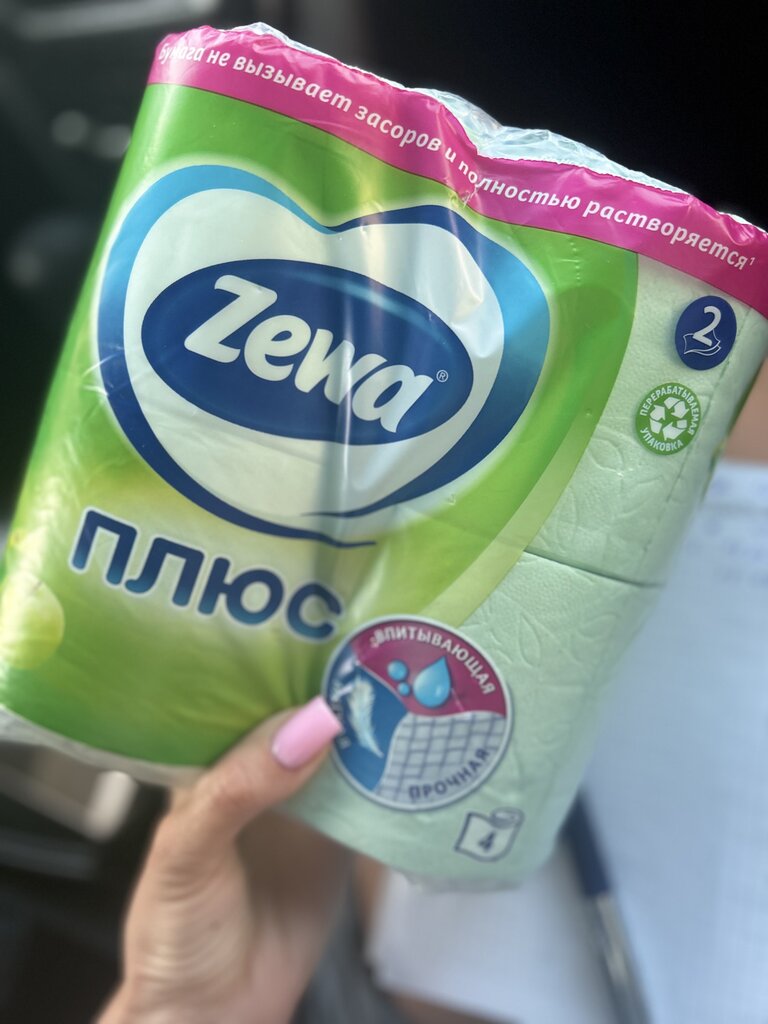 Бумага не вызывает засоров и полностью растворяется¹
2
ПЕРЕРАБАТЫВАЕМАЯ
УПАКОВКА
Zewa®
ПЛЮС
ВПИТЫВАЮЩАЯ
ПРОЧНАЯ
4